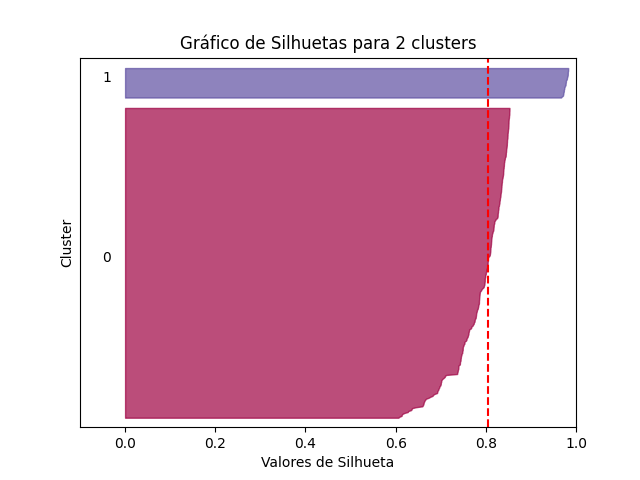 Gráfico de Silhuetas para 2 clusters
1
0
Cluster
0.0 0.2 0.4 0.6 0.8 1.0
Valores de Silhueta